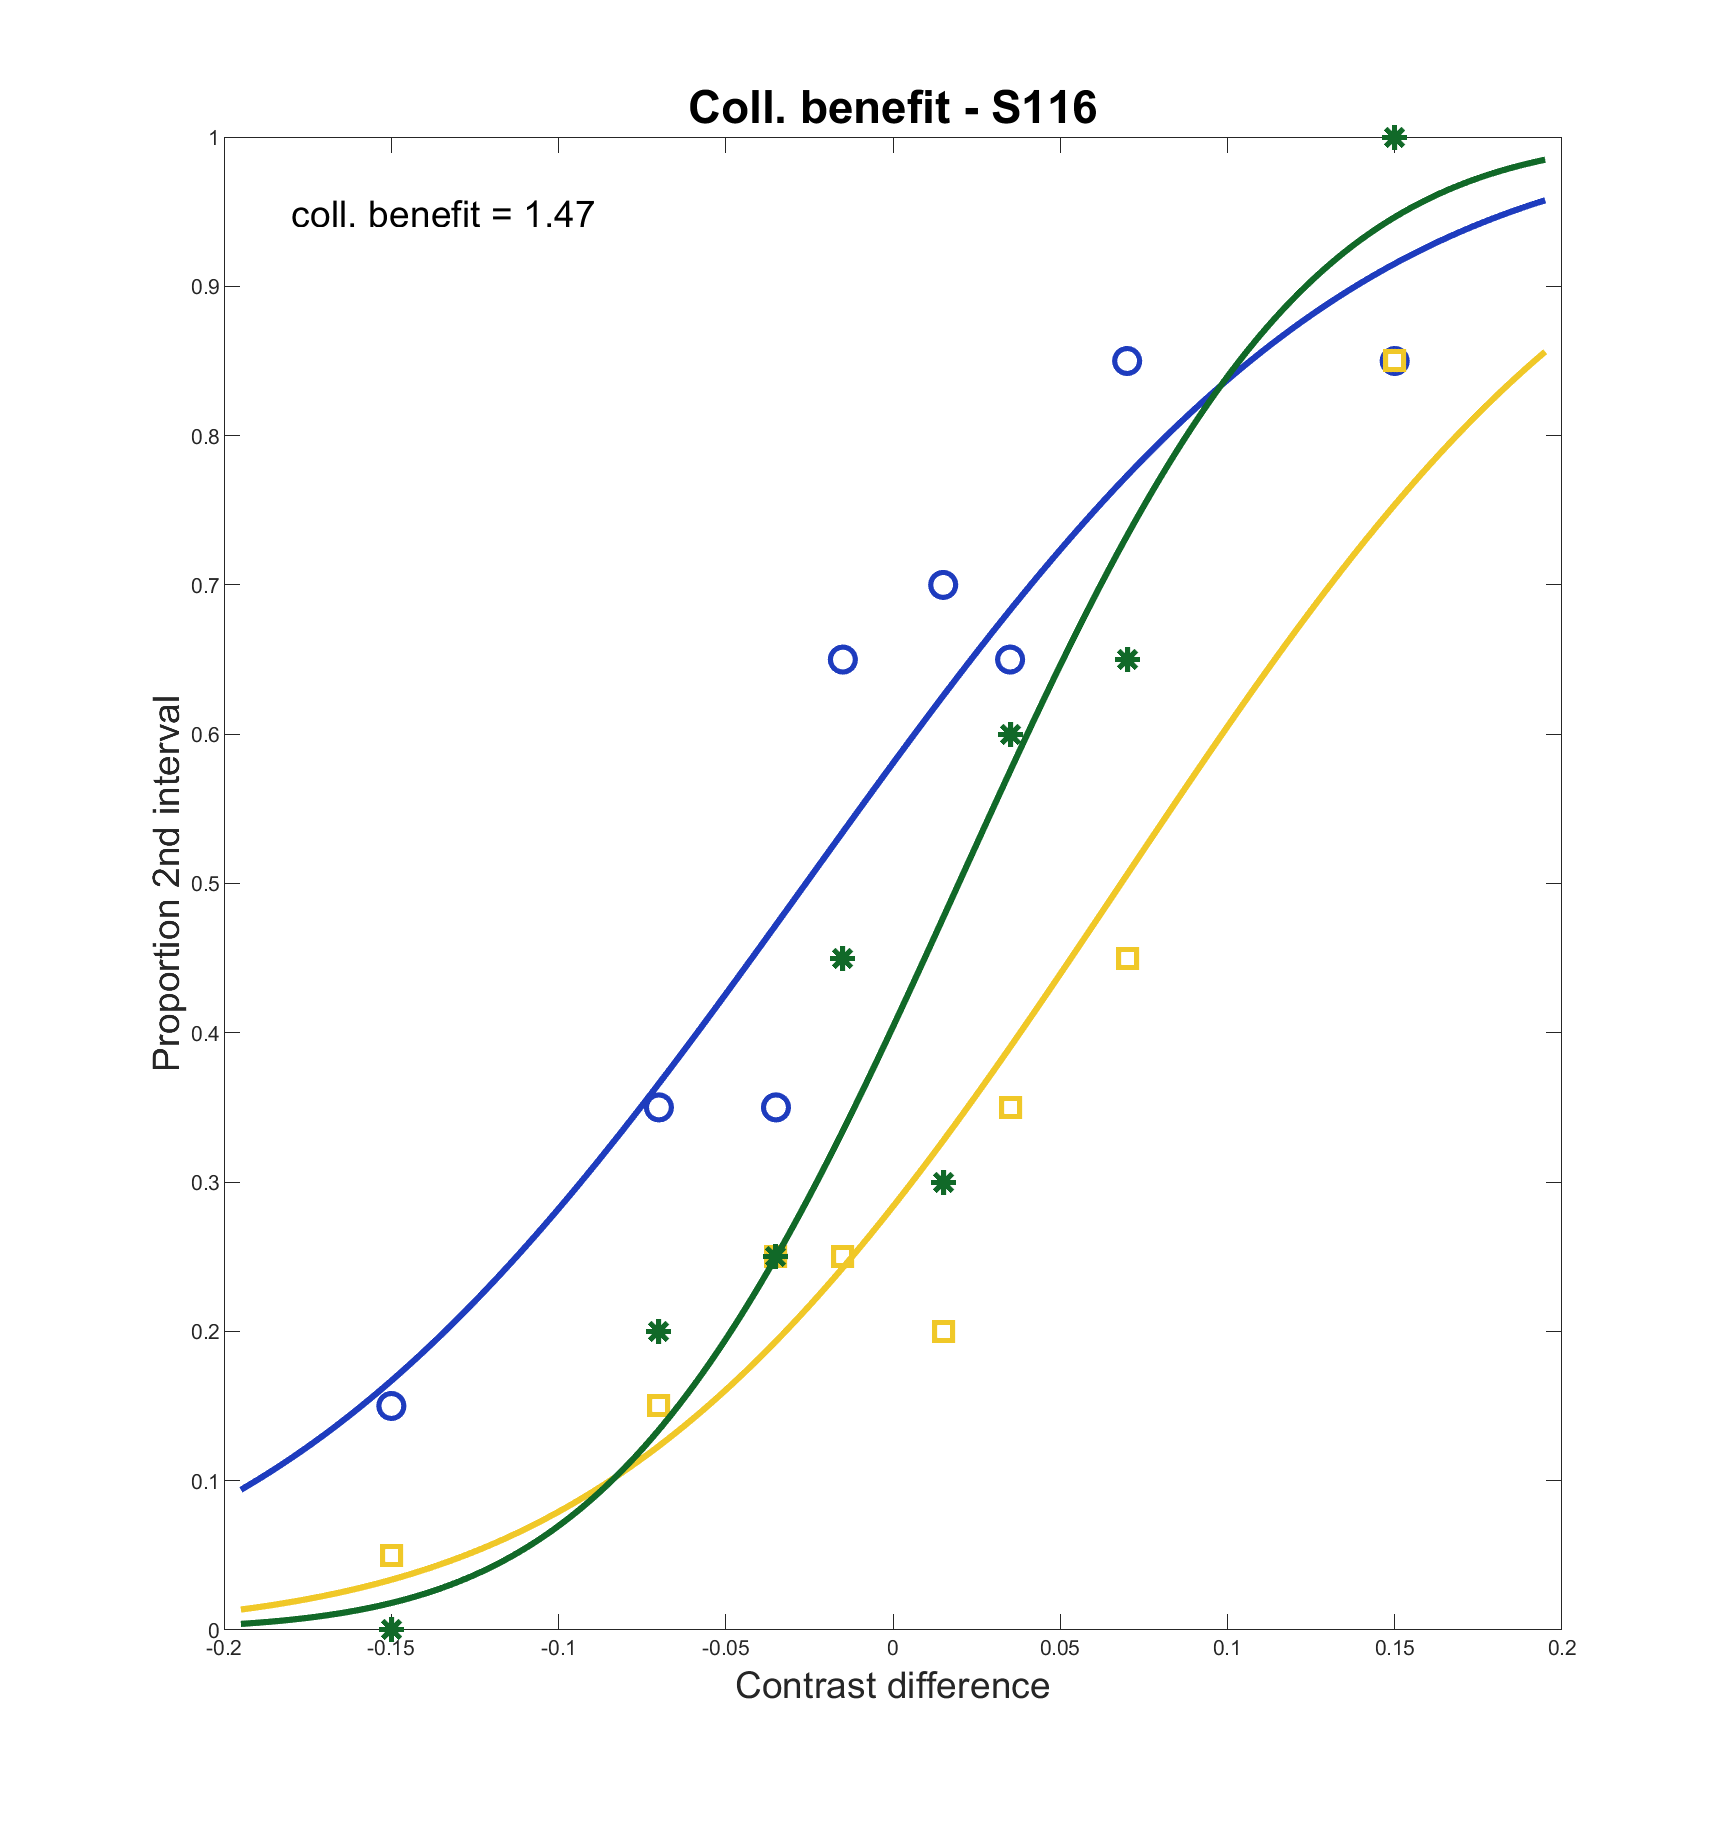 Coll. benefit - S116
coll. benefit = 1.47
1
0.9
0.8
0.7
0.6
0.5
0.4
0.3
0.2
0.1
0
Proportion 2nd interval
-0.2 -0.15 -0.1 -0.05 0 0.05 0.1 0.15 0.2
Contrast difference